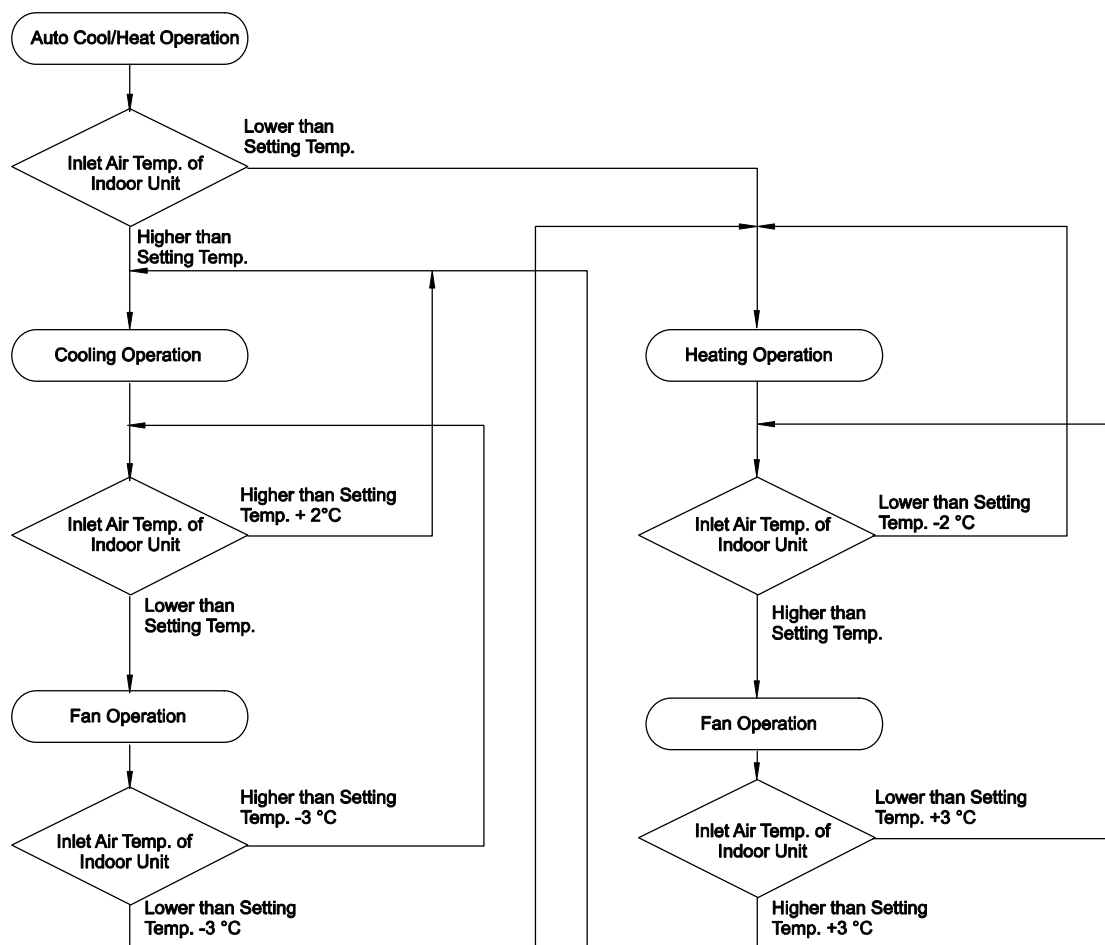 Auto Cool/Heat Operation
Lower than
Setting Temp.
Inlet Air Temp. of
Indoor Unit
Higher than
Setting Temp.
Cooling Operation
Heating Operation
Higher than Setting
Temp. + 2°C
Inlet Air Temp. of
Indoor Unit
Lower than Setting
Temp. -2 °C
Inlet Air Temp. of
Indoor Unit
Lower than
Setting Temp.
Higher than
Setting Temp.
Fan Operation
Fan Operation
Higher than Setting
Temp. -3 °C
Inlet Air Temp. of
Indoor Unit
Lower than Setting
Temp. +3 °C
Inlet Air Temp. of
Indoor Unit
Lower than Setting
Temp. -3 °C
Higher than Setting
Temp. +3 °C